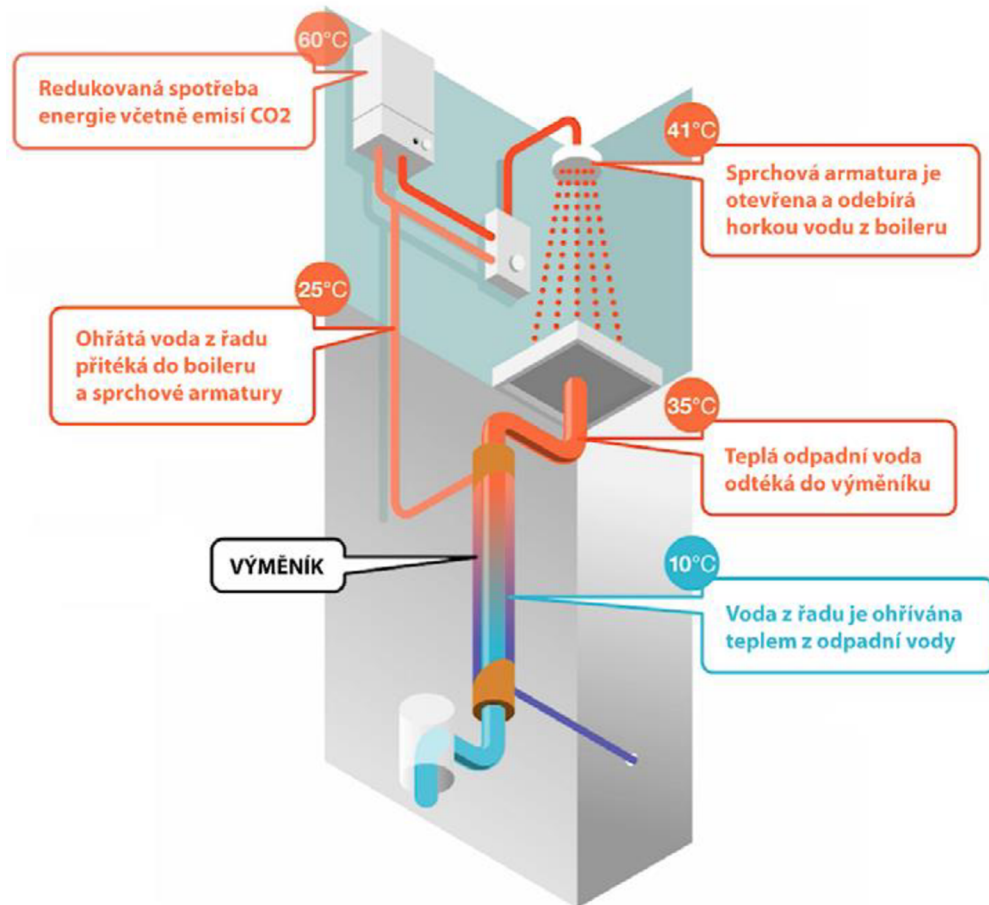 60°C
Redukovaná spotřeba
energie včetně emisí CO2
41°C
Sprchová armatura je
otevřena a odebírá
horkou vodu z boileru
25°C
Ohřátá voda z řadu
přitéká do boileru
a sprchové armatury
35°C
Teplá odpadní voda
odtéká do výměníku
VÝMĚNÍK
10°C
Voda z řadu je ohřívána
teplem z odpadní vody